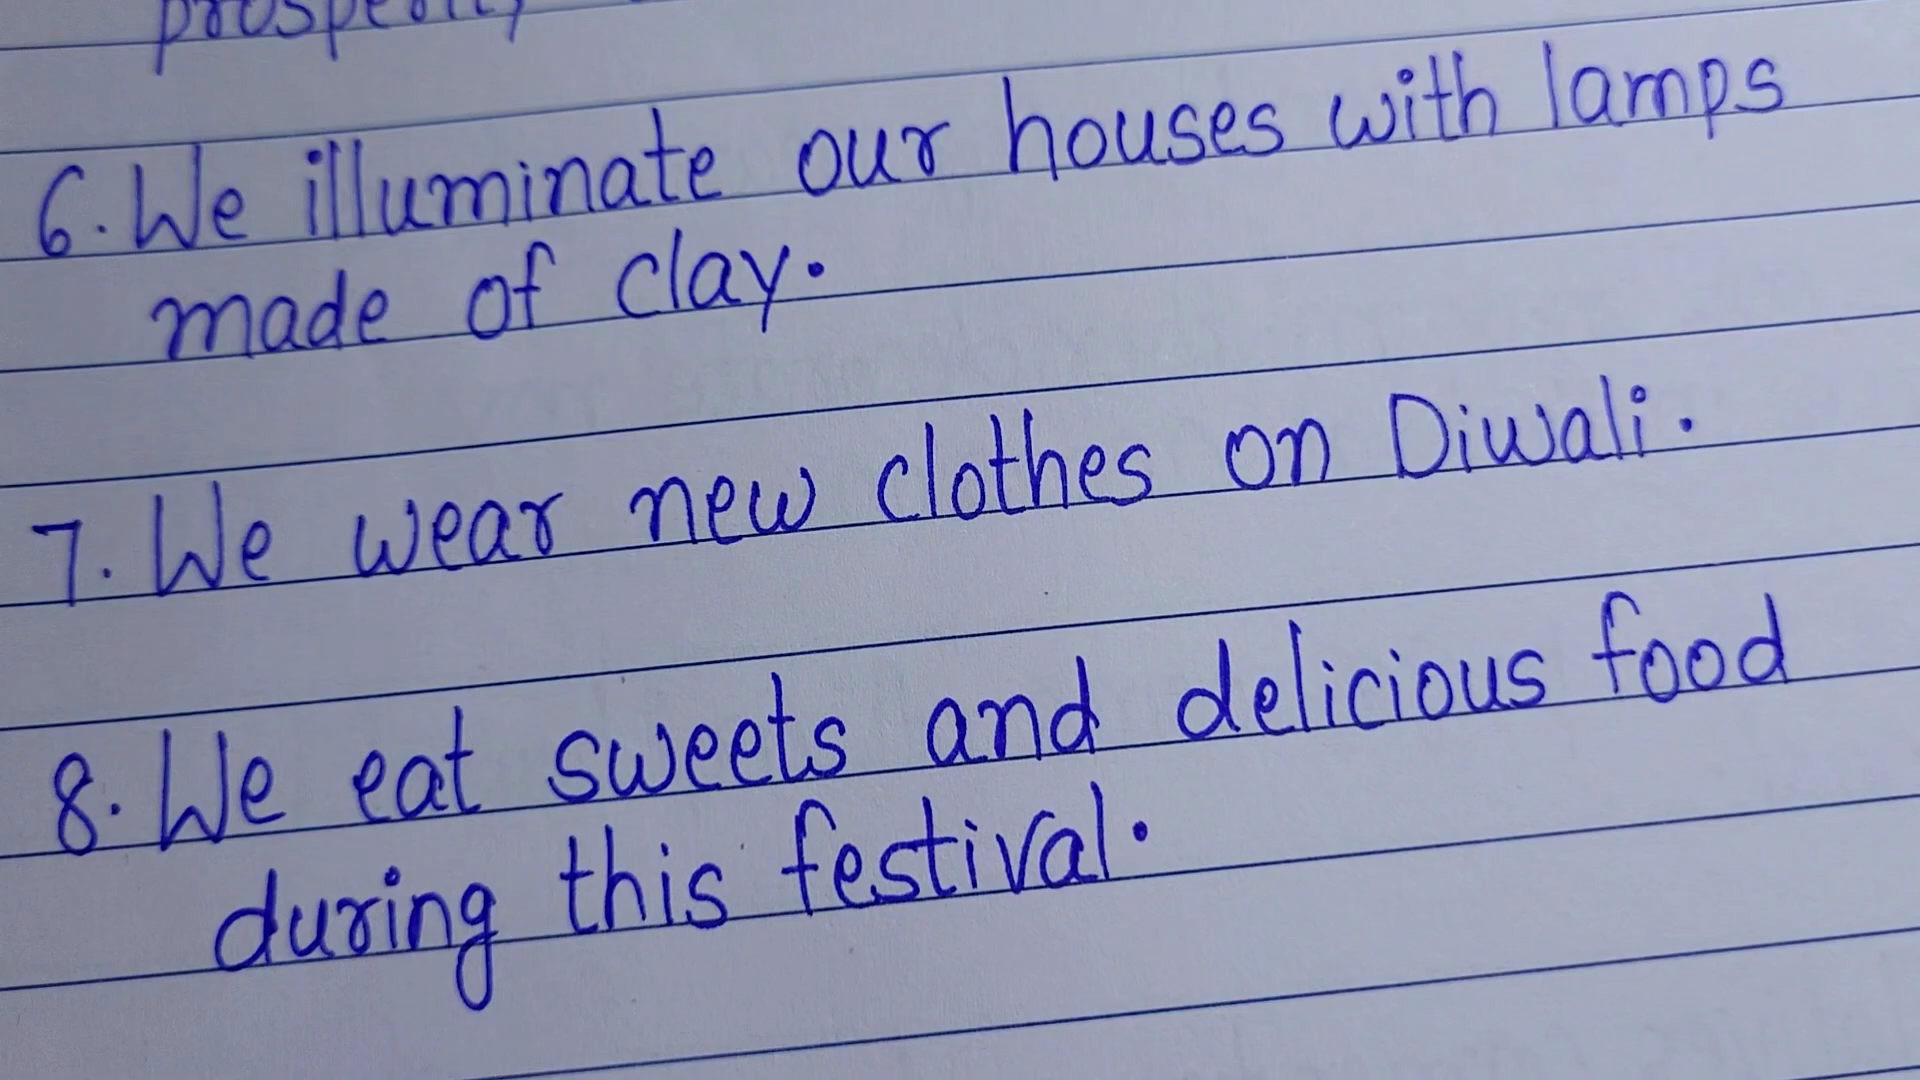 prosperity
6. We illuminate our houses with lamps
made of clay.
7. We wear new clothes on Diwali.
8. We eat sweets and delicious food
during this festival.